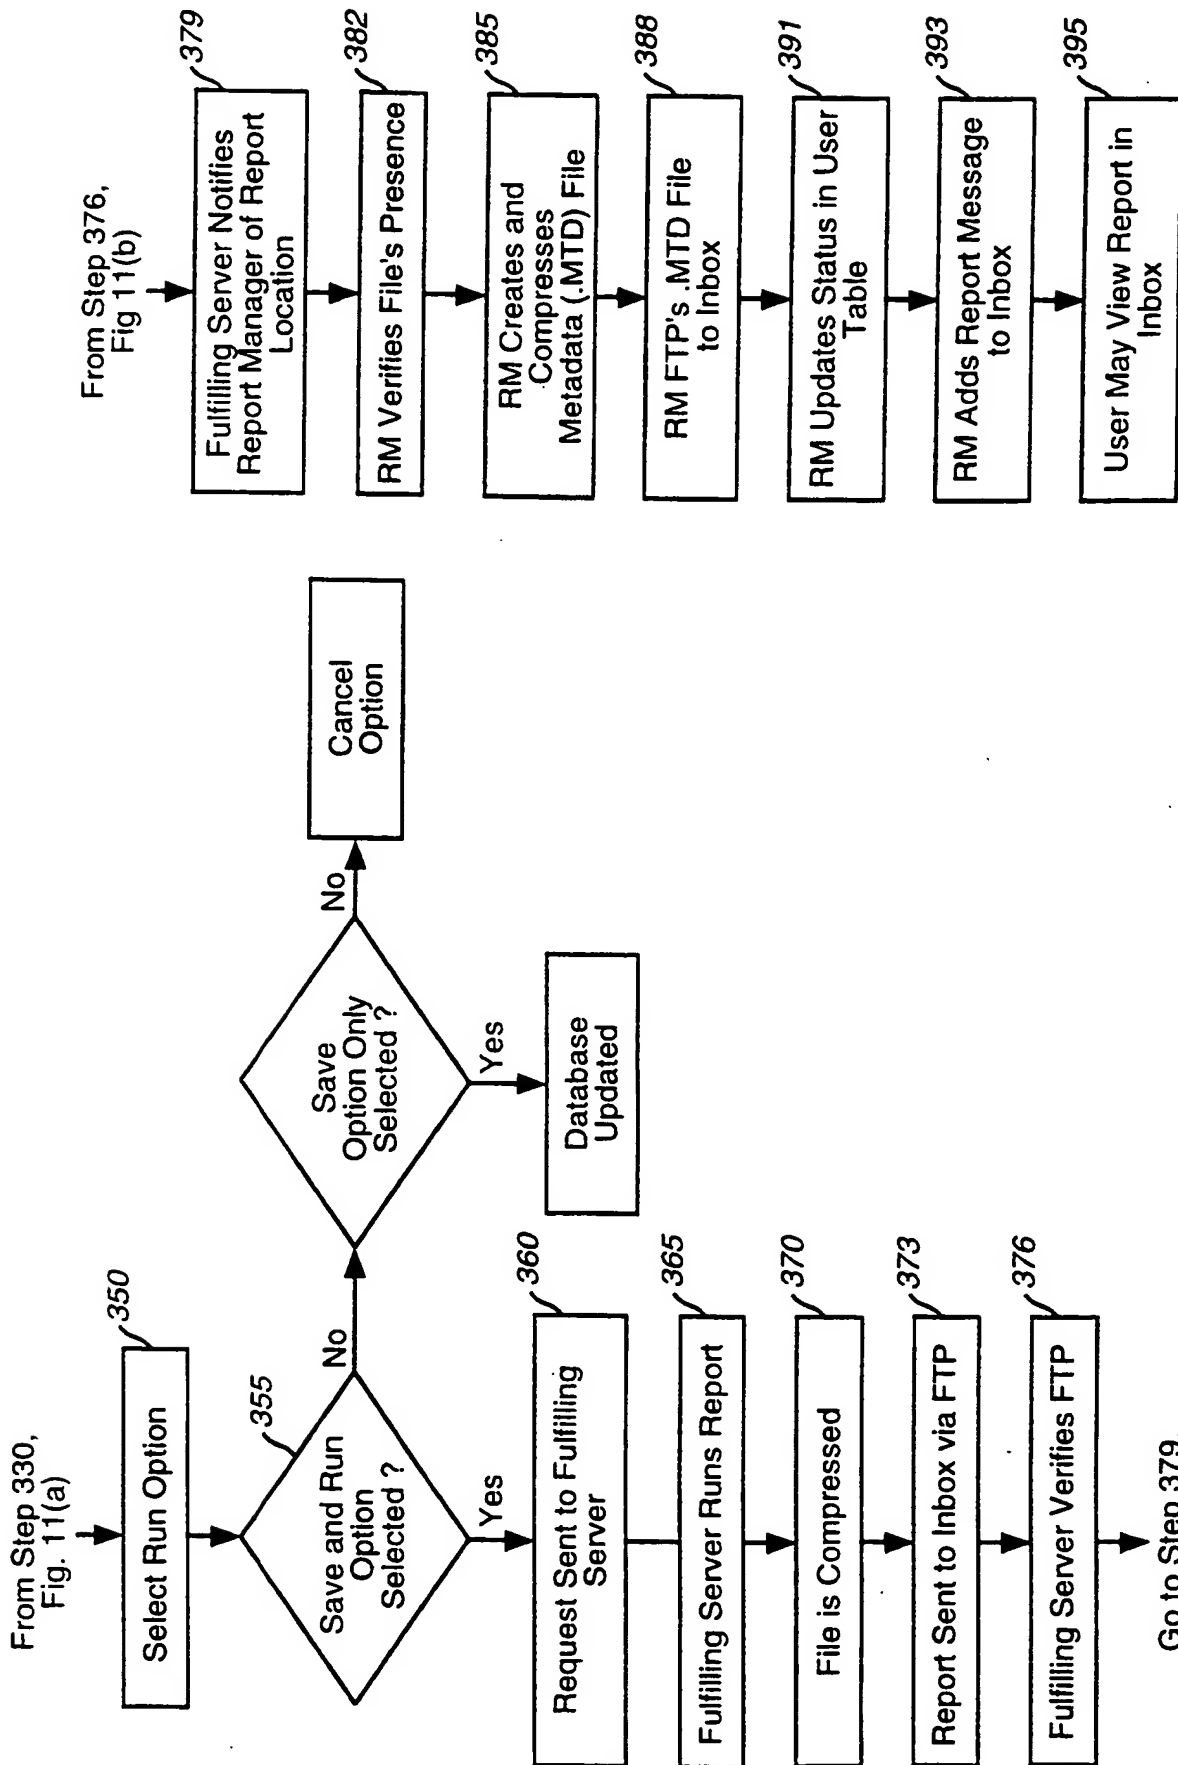 From Step 330,
Fig. 11(a)
350
Select Run Option
355
Save and Run
Option
Selected ?
No
Yes
Save
Option Only
Selected ?
No
Yes
Cancel
Option
Database
Updated
360
Request Sent to Fulfilling
Server
365
Fulfilling Server Runs Report
370
File is Compressed
373
Report Sent to Inbox via FTP
376
Fulfilling Server Verifies FTP
Go to Step 379,
From Step 376,
Fig 11(b)
379
Fulfilling Server Notifies
Report Manager of Report
Location
382
RM Verifies File's Presence
385
RM Creates and
Compresses
Metadata (.MTD) File
388
RM FTP's .MTD File
to Inbox
391
RM Updates Status in User
Table
393
RM Adds Report Message
to Inbox
395
User May View Report in
Inbox